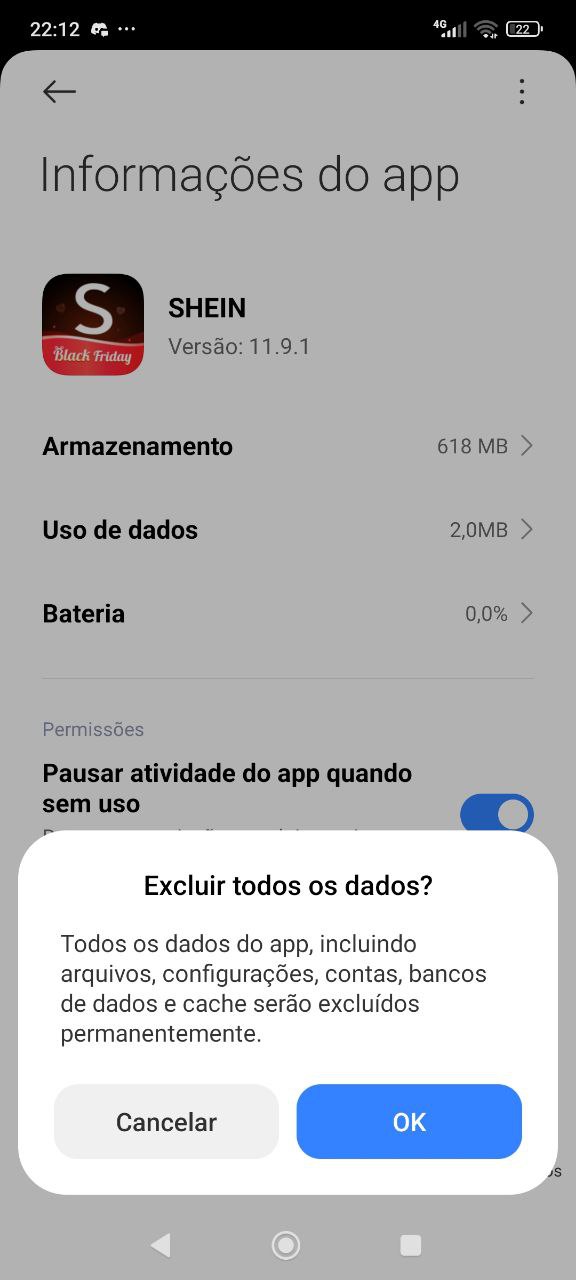 22:12
4G
22
Informações do app
S
Black Friday
SHEIN
Versão: 11.9.1
Armazenamento
618 MB
Uso de dados
2,0MB
Bateria
0,0%
Permissões
Pausar atividade do app quando
sem uso
Excluir todos os dados?
Todos os dados do app, incluindo
arquivos, configurações, contas, bancos
de dados e cache serão excluídos
permanentemente.
Cancelar
OK